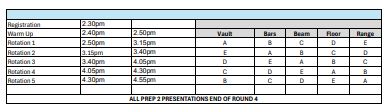 Registration 2.30pm
Warm Up 2.40pm 2.50pm Vault Bars Beam Floor Range
Rotation 1 2.50pm 3.15pm A B C D E
Rotation 2 3.15pm 3.40pm E A B C D
Rotation 3 3.40pm 4.05pm D E A B C
Rotation 4 4.05pm 4.30pm C D E A B
Rotation 5 4.30pm 4.55pm B C D E A
ALL PREP 2 PRESENTATIONS END OF ROUND 4